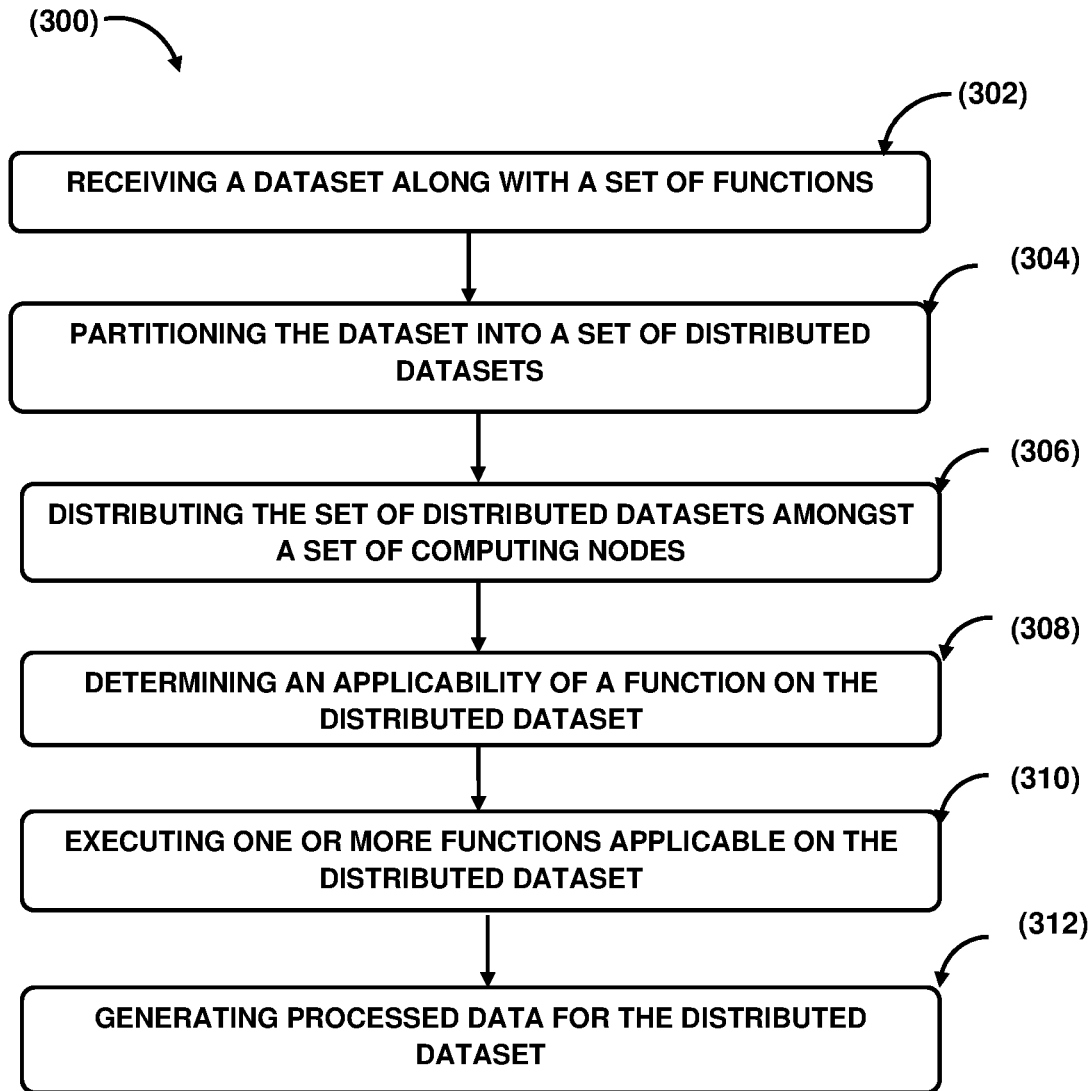 (300)
(302)
RECEIVING A DATASET ALONG WITH A SET OF FUNCTIONS
(304)
PARTITIONING THE DATASET INTO A SET OF DISTRIBUTED
DATASETS
(306)
DISTRIBUTING THE SET OF DISTRIBUTED DATASETS AMONGST
A SET OF COMPUTING NODES
(308)
DETERMINING AN APPLICABILITY OF A FUNCTION ON THE
DISTRIBUTED DATASET
(310)
EXECUTING ONE OR MORE FUNCTIONS APPLICABLE ON THE
DISTRIBUTED DATASET
(312)
GENERATING PROCESSED DATA FOR THE DISTRIBUTED
DATASET